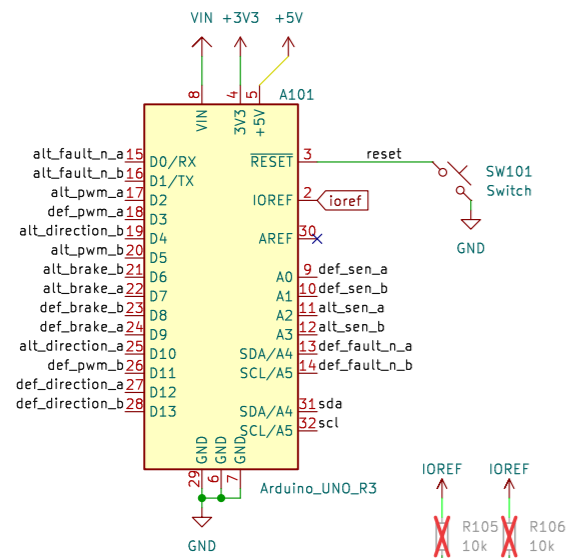 VIN +3V3 +5V
8 4 5 A101
VIN 3V3 +5V
alt_fault_n_a 15 D0/RX RESET 3 reset
alt_fault_n_b 16 D1/TX SW101
alt_pwm_a 17 D2 IOREF 2 ioref Switch
def_pwm_a 18 D3
alt_direction_b 19 D4 AREF 30 GND
alt_pwm_b 20 D5
alt_brake_b 21 D6 A0 9 def_sen_a
alt_brake_a 22 D7 A1 10 def_sen_b
def_brake_b 23 D8 A2 11 alt_sen_a
def_brake_a 24 D9 A3 12 alt_sen_b
alt_direction_a 25 D10 SDA/A4 13 def_fault_n_a
def_pwm_b 26 D11 SCL/A5 14 def_fault_n_b
def_direction_a 27 D12
def_direction_b 28 D13 SDA/A4 31 sda
SCL/A5 32 scl
GND GND GND
29 6 7 Arduino_UNO_R3
GND
IOREF IOREF
R105 R106
10k 10k